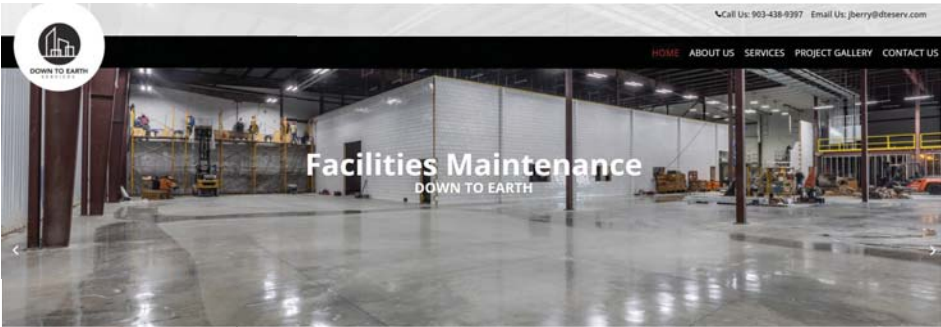 Call Us: 903-438-9397 Email Us: jberry@dteserv.com
DOWN TO EARTH
SERVICES
HOME ABOUT US SERVICES PROJECT GALLERY CONTACT US
Facilities Maintenance
DOWN TO EARTH